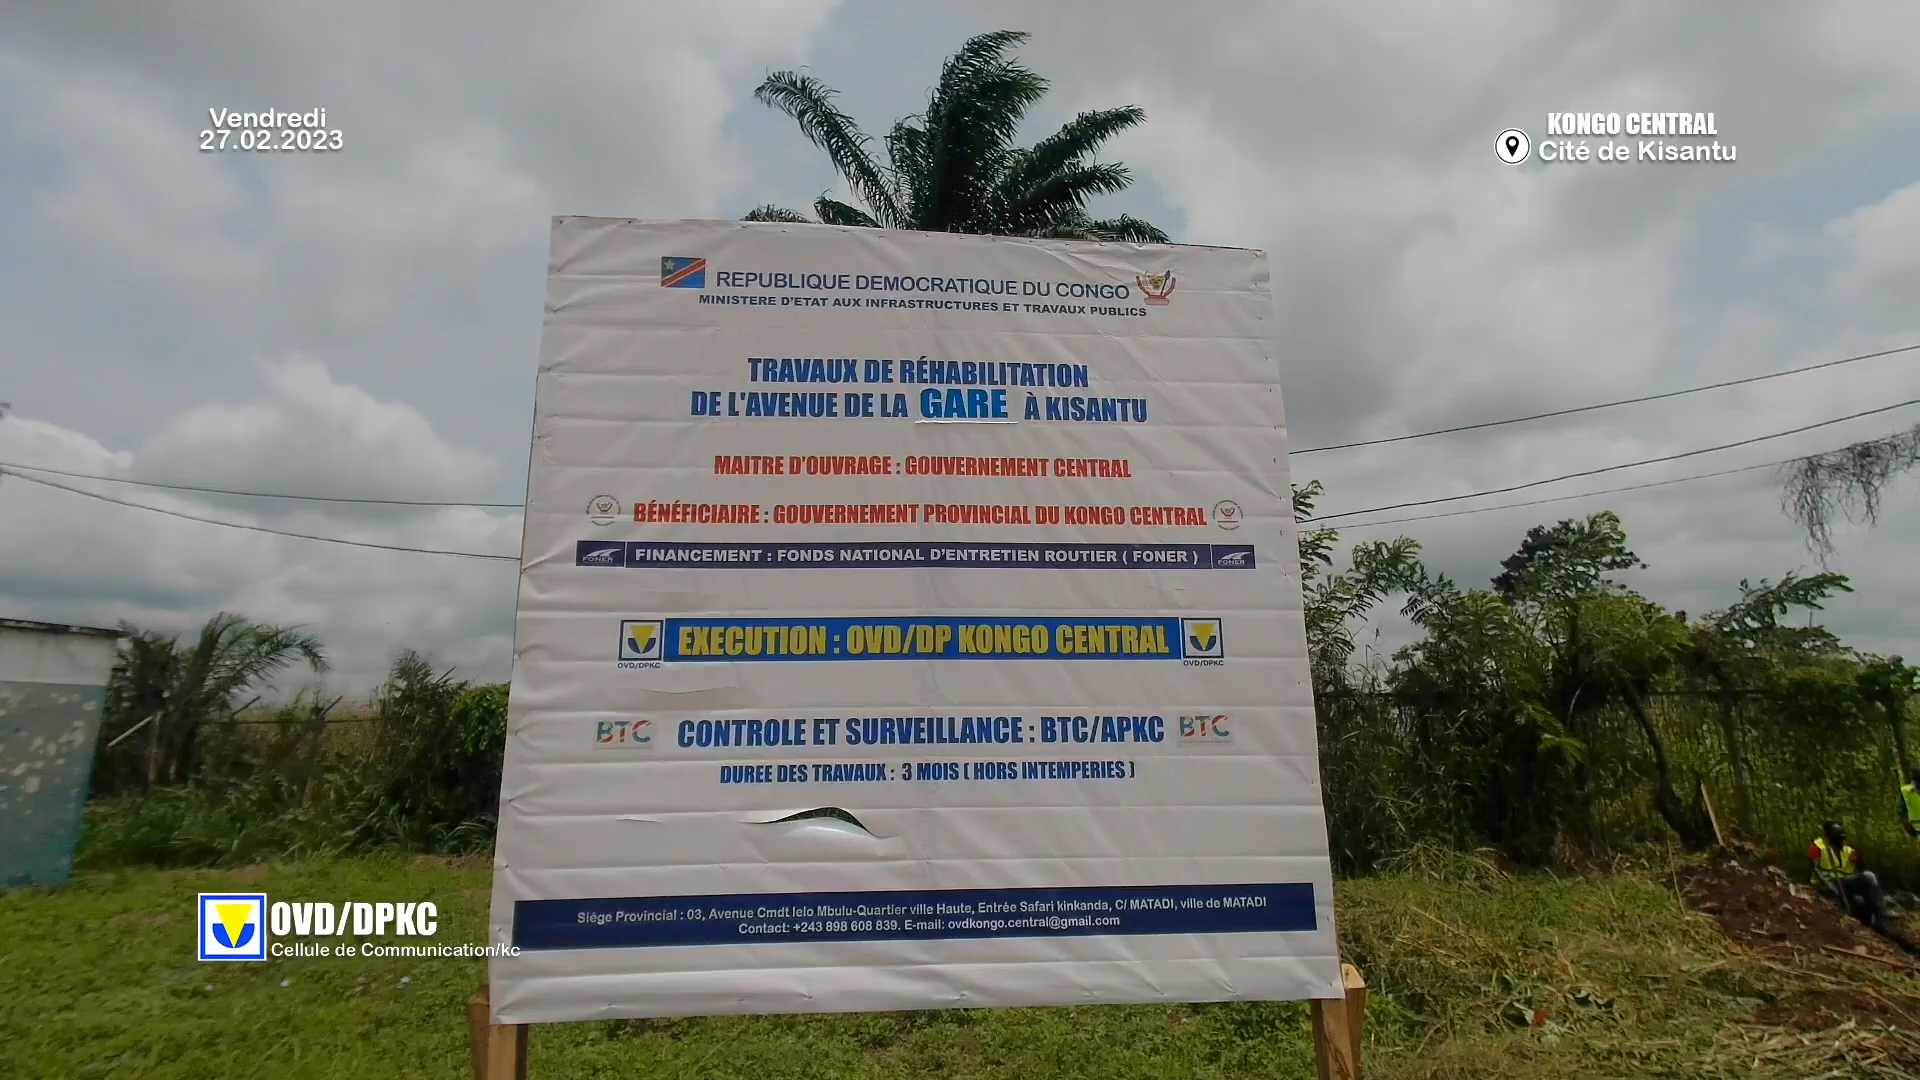 Vendredi
27.02.2023
KONGO CENTRAL
Cité de Kisantu
REPUBLIQUE DEMOCRATIQUE DU CONGO
MINISTERE D'ETAT AUX INFRASTRUCTURES ET TRAVAUX PUBLICS
TRAVAUX DE RÉHABILITATION
DE L'AVENUE DE LA GARE À KISANTU
MAITRE D'OUVRAGE : GOUVERNEMENT CENTRAL
BÉNÉFICIAIRE : GOUVERNEMENT PROVINCIAL DU KONGO CENTRAL
FONER FINANCEMENT : FONDS NATIONAL D'ENTRETIEN ROUTIER ( FONER ) FONER
EXECUTION : OVD/DP KONGO CENTRAL
OVD/DPKC OVD/DPKC
BTC CONTROLE ET SURVEILLANCE : BTC/APKC BTC
DUREE DES TRAVAUX : 3 MOIS ( HORS INTEMPERIES )
Siége Provincial : 03, Avenue Cmdt lelo Mbulu-Quartier ville Haute, Entrée Safari kinkanda, C/ MATADI, ville de MATADI
Contact: +243 898 608 839. E-mail: ovdkongo.central@gmail.com
OVD/DPKC
Cellule de Communication/kc